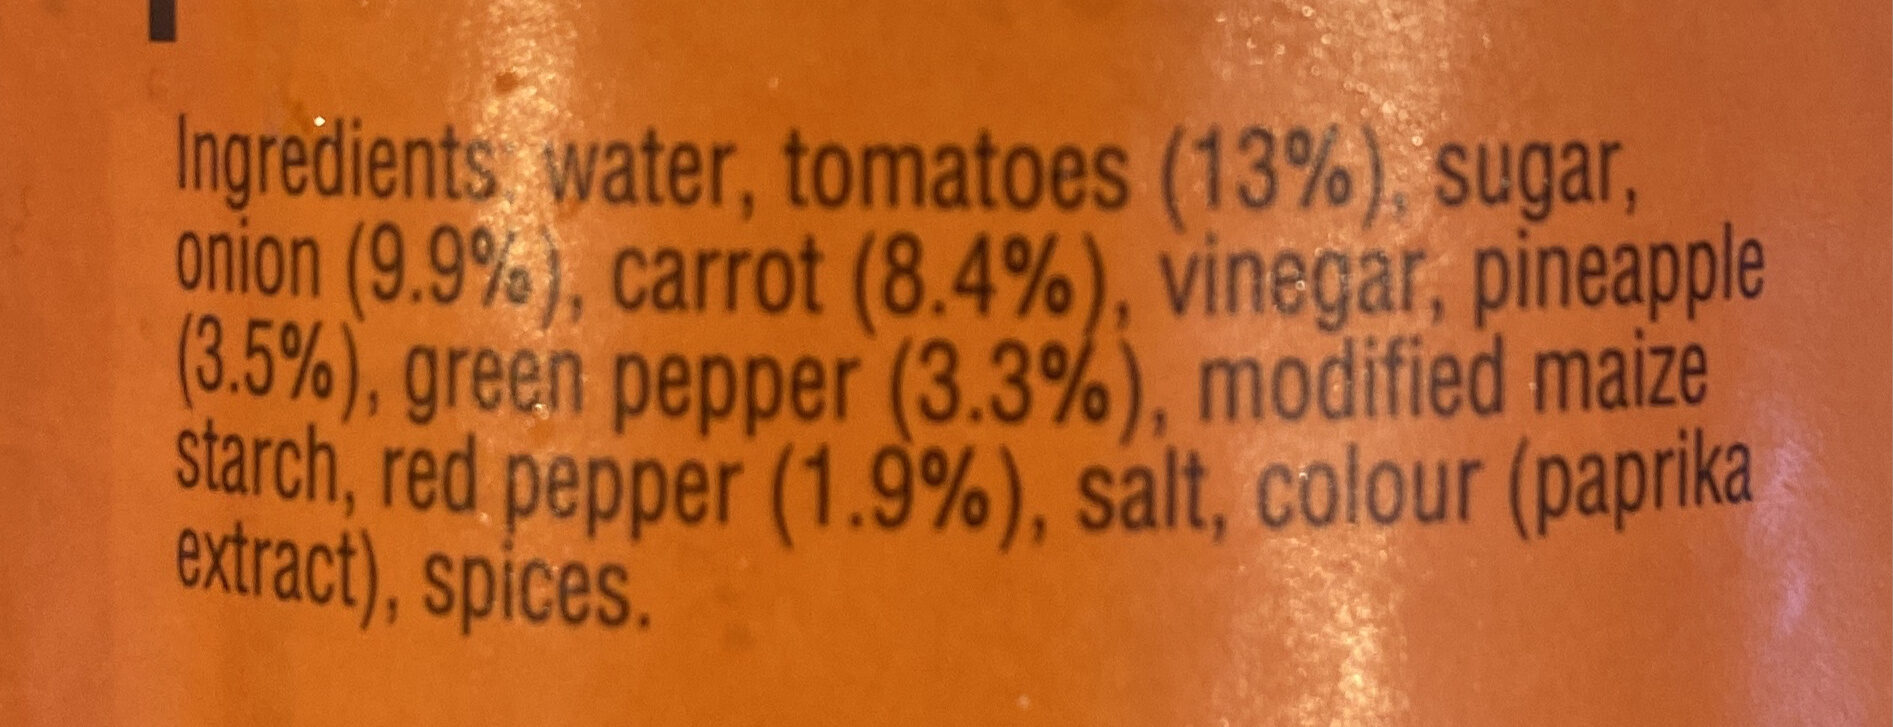 Ingredients: water, tomatoes (13%), sugar,
onion (9.9%), carrot (8.4%), vinegar, pineapple
(3.5%), green pepper (3.3%), modified maize
starch, red pepper (1.9%), salt, colour (paprika
extract), spices.